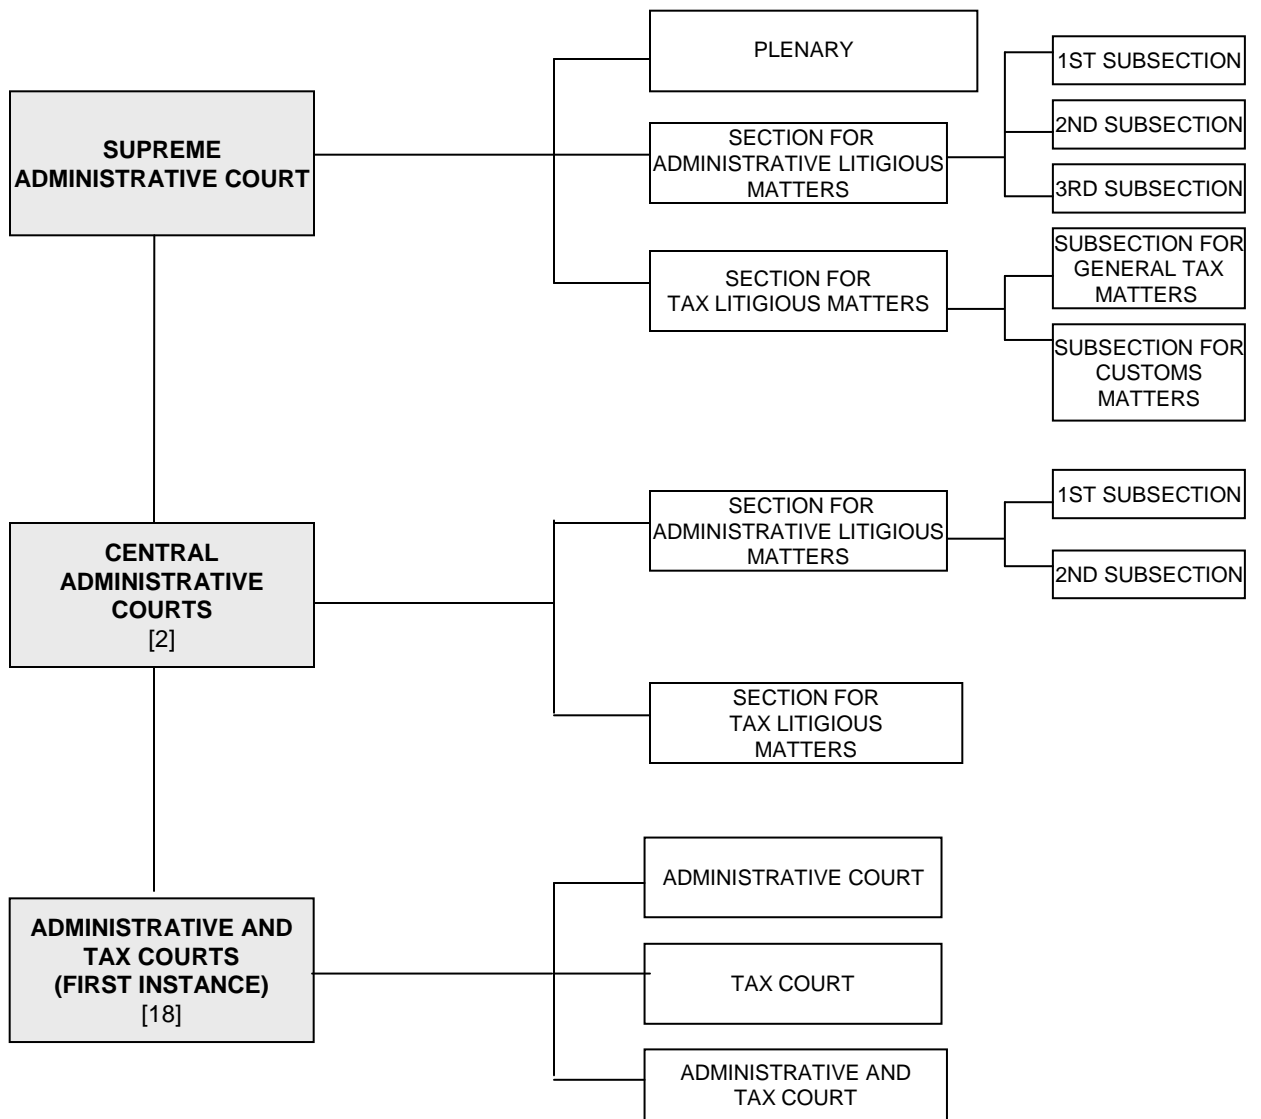 SUPREME
ADMINISTRATIVE COURT
PLENARY
SECTION FOR
ADMINISTRATIVE LITIGIOUS
MATTERS
1ST SUBSECTION
2ND SUBSECTION
3RD SUBSECTION
SECTION FOR
TAX LITIGIOUS MATTERS
SUBSECTION FOR
GENERAL TAX
MATTERS
SUBSECTION FOR
CUSTOMS
MATTERS
CENTRAL
ADMINISTRATIVE
COURTS
[2]
SECTION FOR
ADMINISTRATIVE LITIGIOUS
MATTERS
1ST SUBSECTION
2ND SUBSECTION
SECTION FOR
TAX LITIGIOUS
MATTERS
ADMINISTRATIVE AND
TAX COURTS
(FIRST INSTANCE)
[18]
ADMINISTRATIVE COURT
TAX COURT
ADMINISTRATIVE AND
TAX COURT